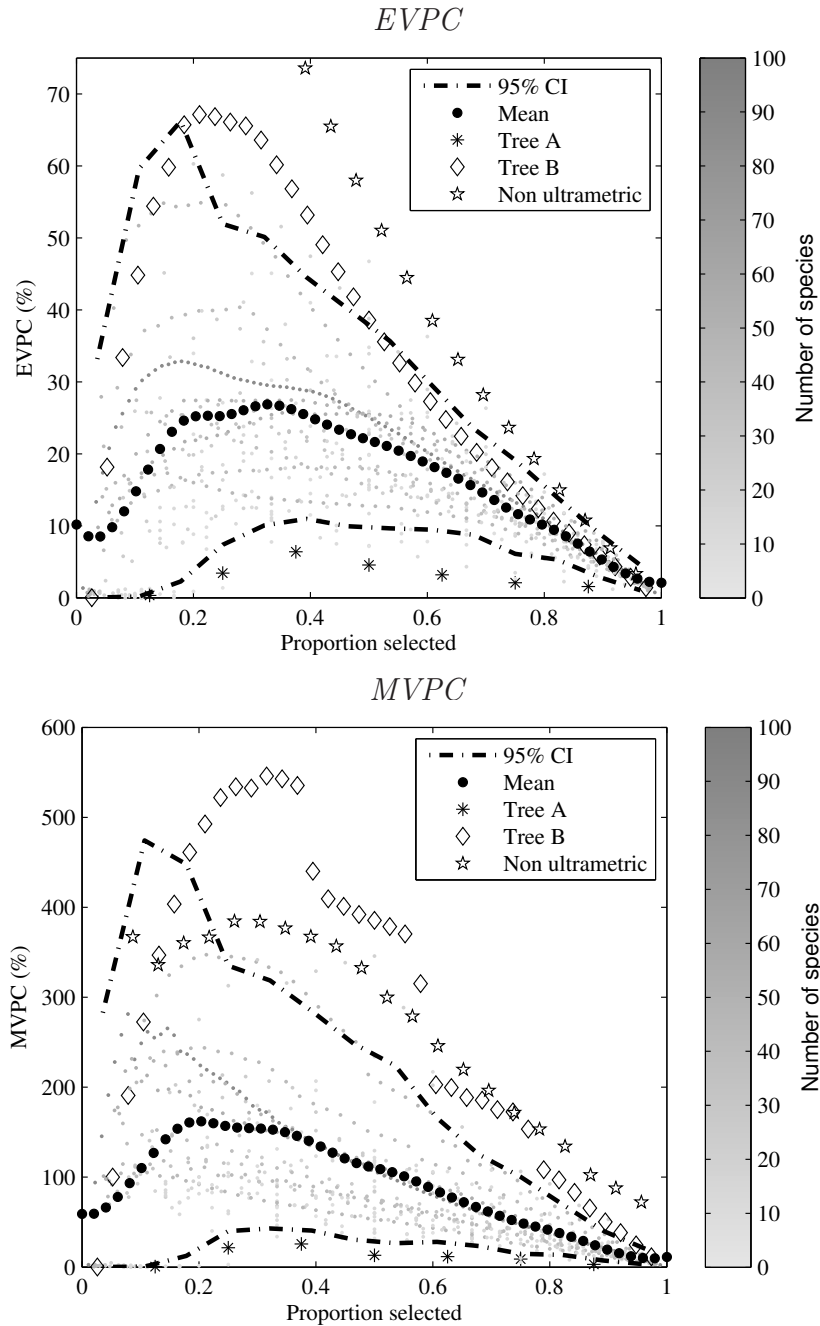 EVPC
70
60
50
40
30
20
10
0
EVPC (%)
0
0.2
0.4
0.6
0.8
1
Proportion selected
95% CI
Mean
Tree A
Tree B
Non ultrametric
100
90
80
70
60
50
40
30
20
10
0
Number of species
MVPC
600
500
400
300
200
100
0
MVPC (%)
0
0.2
0.4
0.6
0.8
1
Proportion selected
95% CI
Mean
Tree A
Tree B
Non ultrametric
100
90
80
70
60
50
40
30
20
10
0
Number of species